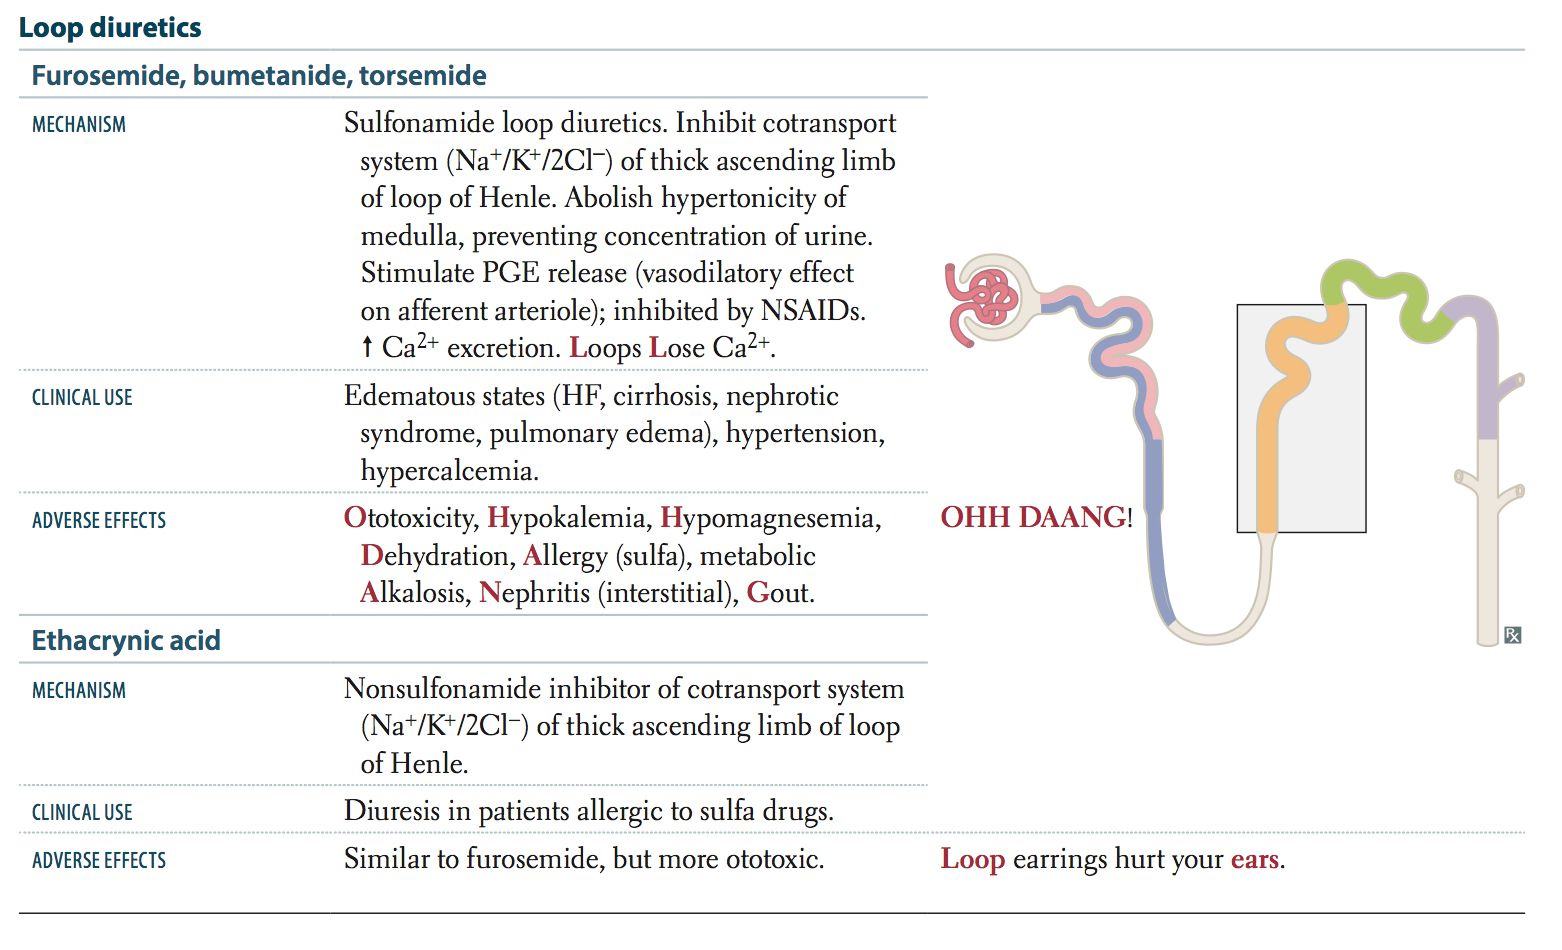 Loop diuretics
Furosemide, bumetanide, torsemide
MECHANISM
Sulfonamide loop diuretics. Inhibit cotransport
system (Na⁺/K⁺/2Cl⁻) of thick ascending limb
of loop of Henle. Abolish hypertonicity of
medulla, preventing concentration of urine.
Stimulate PGE release (vasodilatory effect
on afferent arteriole); inhibited by NSAIDs.
↑ Ca²⁺ excretion. Loops Lose Ca²⁺.
CLINICAL USE
Edematous states (HF, cirrhosis, nephrotic
syndrome, pulmonary edema), hypertension,
hypercalcemia.
ADVERSE EFFECTS
Ototoxicity, Hypokalemia, Hypomagnesemia,
Dehydration, Allergy (sulfa), metabolic
Alkalosis, Nephritis (interstitial), Gout.
OHH DAANG!
Ethacrynic acid
MECHANISM
Nonsulfonamide inhibitor of cotransport system
(Na⁺/K⁺/2Cl⁻) of thick ascending limb of loop
of Henle.
CLINICAL USE
Diuresis in patients allergic to sulfa drugs.
ADVERSE EFFECTS
Similar to furosemide, but more ototoxic.
Loop earrings hurt your ears.
Rx